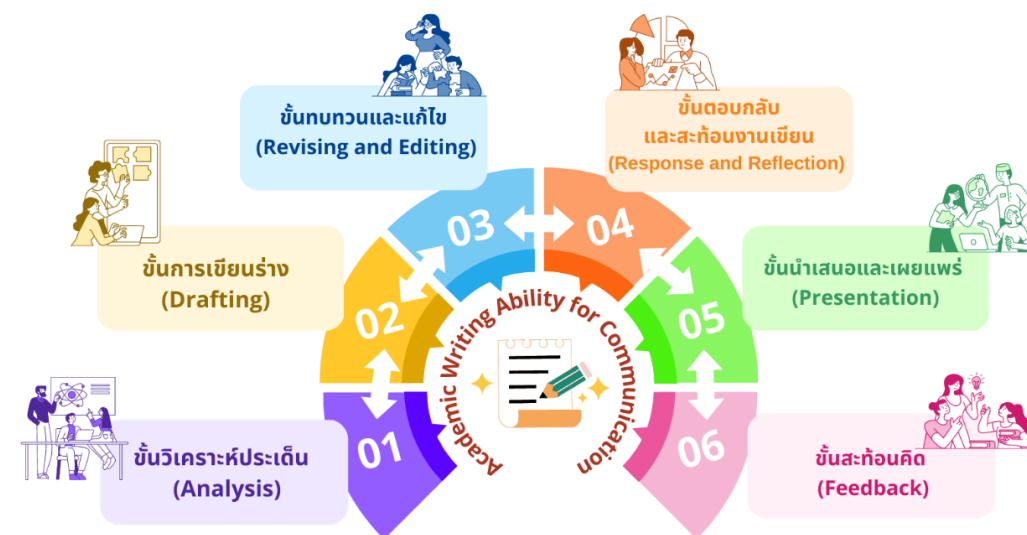 ขั้นทบทวนและแก้ไข
(Revising and Editing)
ขั้นตอบกลับ
และสะท้อนงานเขียน
(Response and Reflection)
ขั้นการเขียนร่าง
(Drafting)
ขั้นนำเสนอและเผยแพร่
(Presentation)
ขั้นวิเคราะห์ประเด็น
(Analysis)
ขั้นสะท้อนคิด
(Feedback)
01
02
03
04
05
06
Academic Writing Ability for Communication